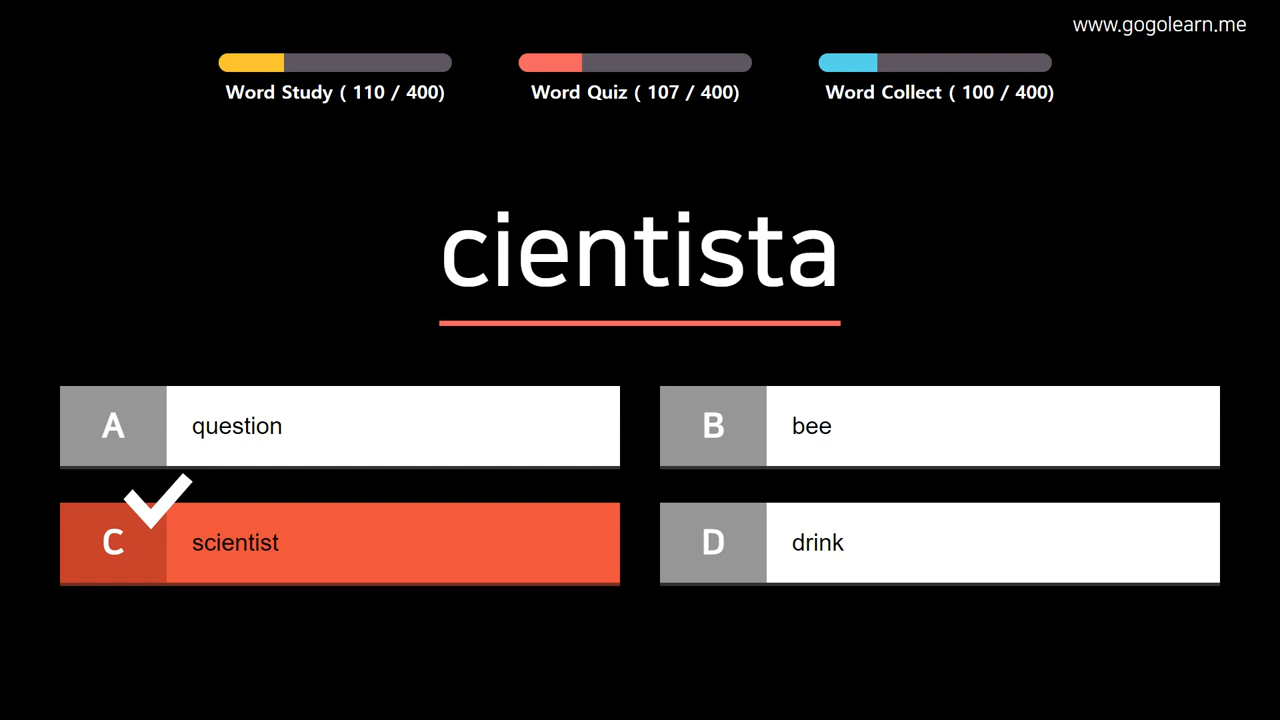 www.gogolearn.me
Word Study ( 110 / 400)
Word Quiz ( 107 / 400)
Word Collect ( 100 / 400)
cientista
A question
B bee
C scientist
D drink